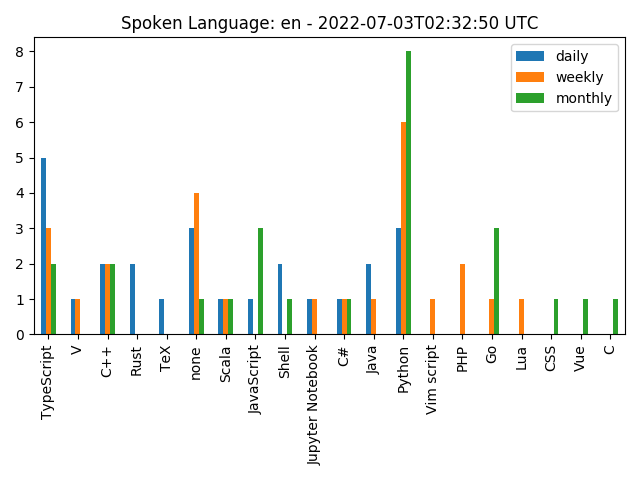 Spoken Language: en - 2022-07-03T02:32:50 UTC
daily
weekly
monthly
8
7
6
5
4
3
2
1
0
TypeScript
V
C++
Rust
TeX
none
Scala
JavaScript
Shell
Jupyter Notebook
C#
Java
Python
Vim script
PHP
Go
Lua
CSS
Vue
C